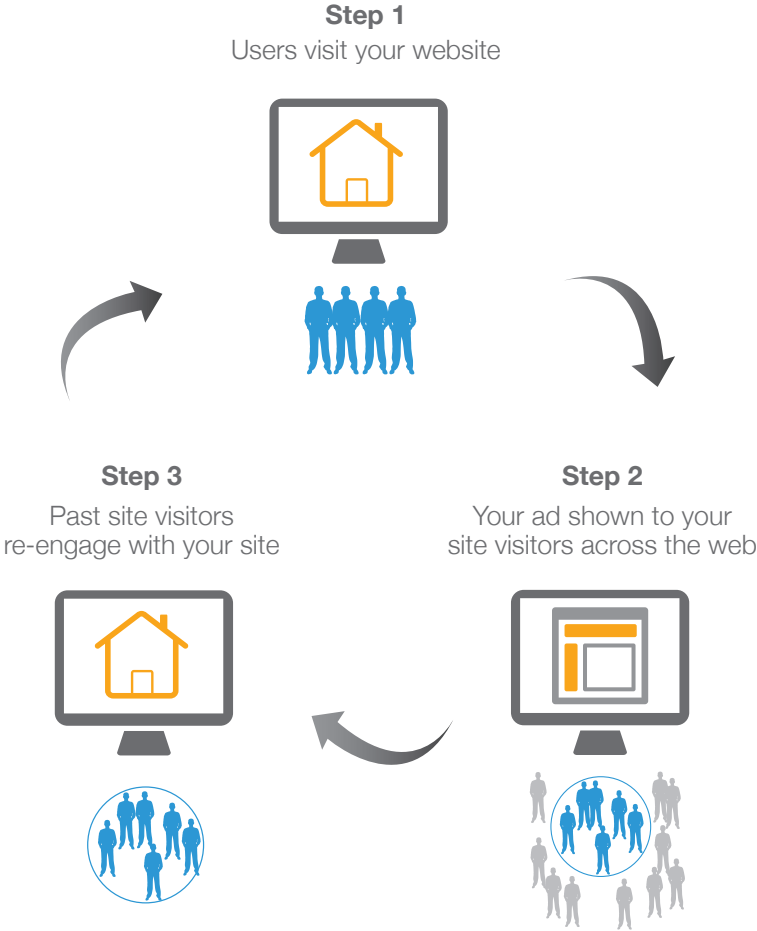 Step 1
Users visit your website
Step 3
Past site visitors
re-engage with your site
Step 2
Your ad shown to your
site visitors across the web